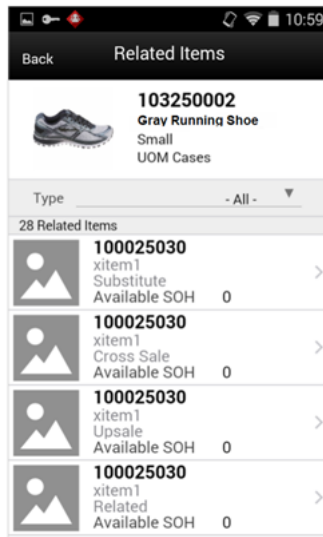 10:59
Back
Related Items
103250002
Gray Running Shoe
Small
UOM Cases
Type - All -
28 Related Items
100025030
xitem1
Substitute
Available SOH 0
100025030
xitem1
Cross Sale
Available SOH 0
100025030
xitem1
Upsale
Available SOH 0
100025030
xitem1
Related
Available SOH 0